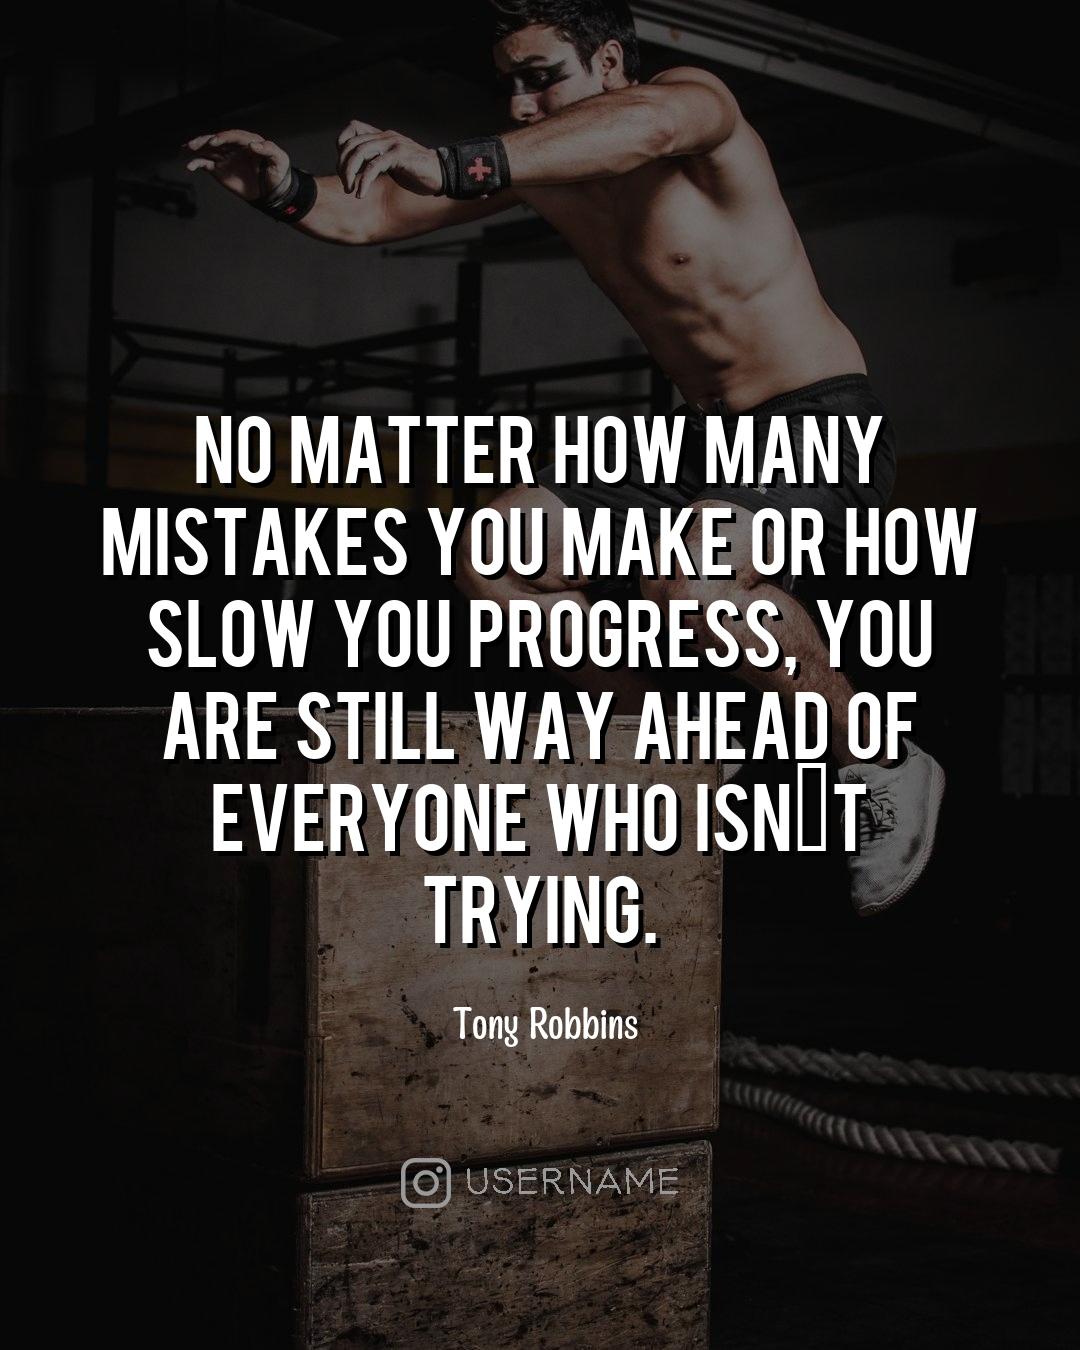 NO MATTER HOW MANY
MISTAKES YOU MAKE OR HOW
SLOW YOU PROGRESS, YOU
ARE STILL WAY AHEAD OF
EVERYONE WHO ISN▯T
TRYING.
Tony Robbins
USERNAME